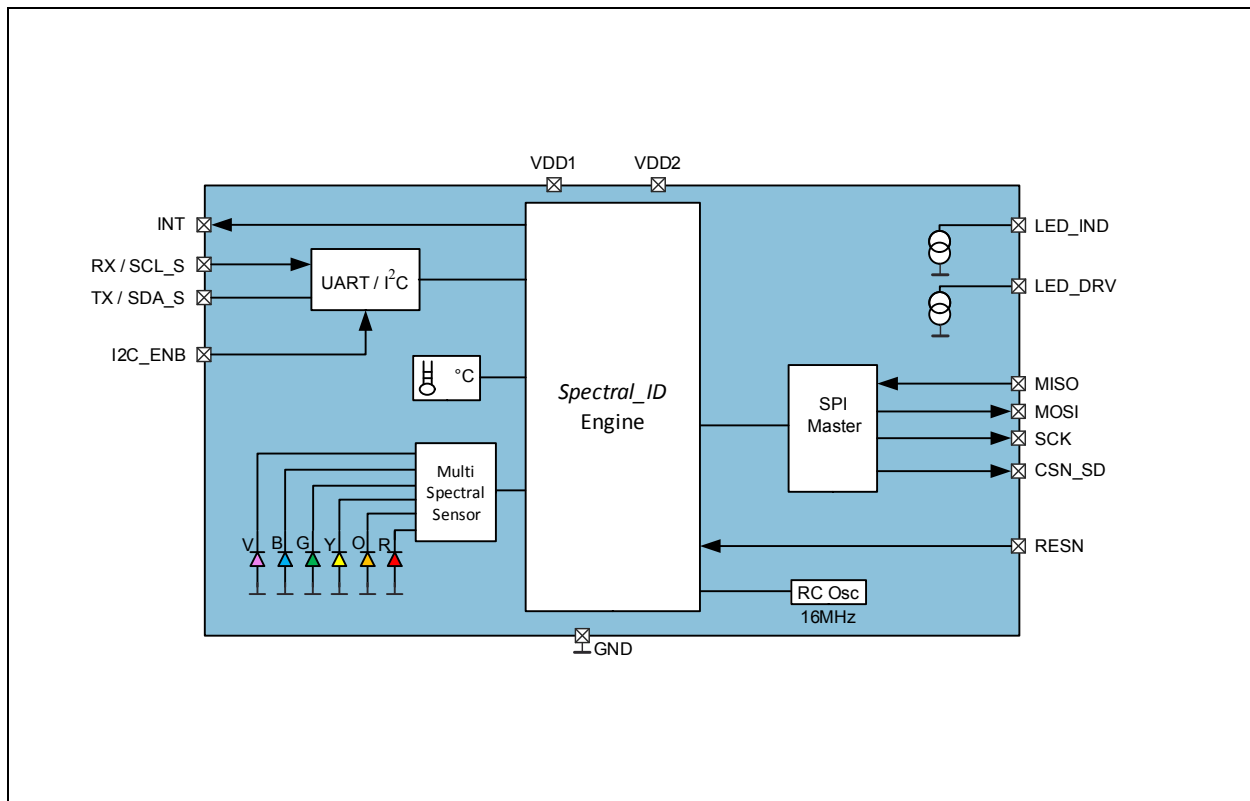 VDD1
VDD2
INT
RX / SCL_S
TX / SDA_S
I2C_ENB
UART / I²C
°C
Spectral_ID
Engine
Multi
Spectral
Sensor
V B G Y O R
SPI
Master
RC Osc
16MHz
LED_IND
LED_DRV
MISO
MOSI
SCK
CSN_SD
RESN
GND